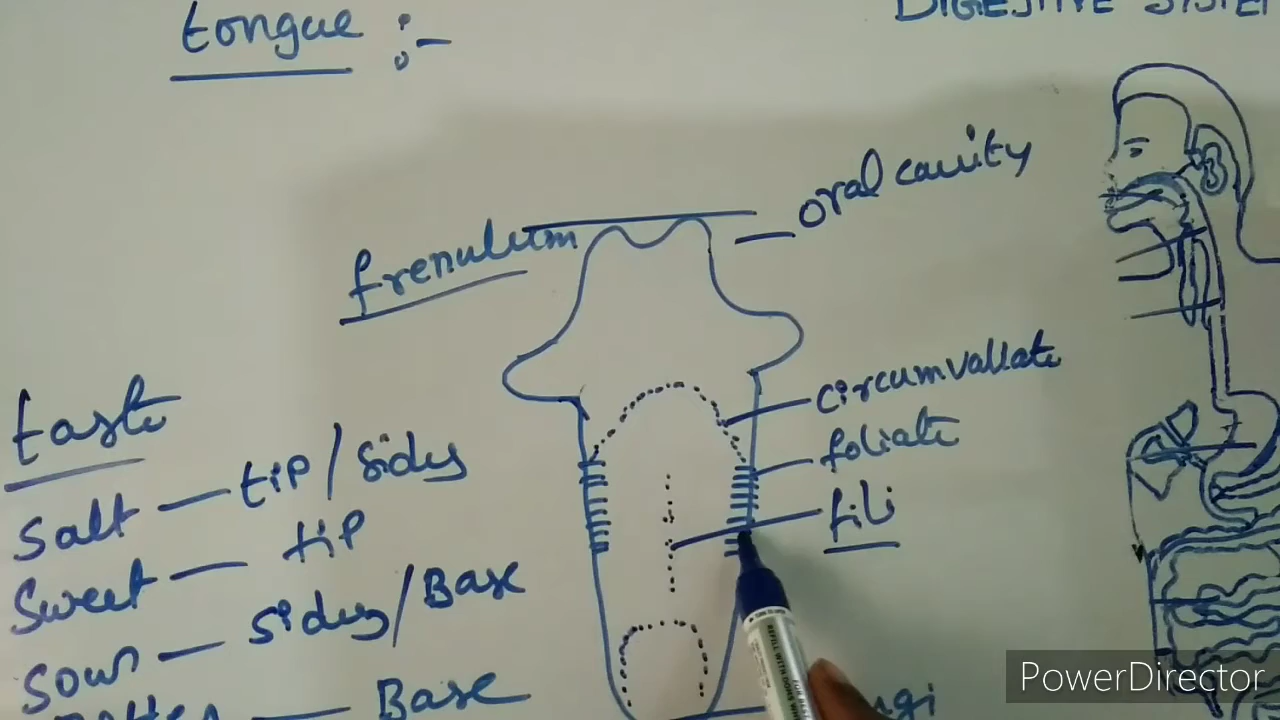 tongue :-
DIGESTIVE SYSTEM
oral cavity
frenulum
circumvallate
foliate
fili
taste
Salt — tip/sides
Sweet — tip
Sour — sides/Base
Base
PowerDirector